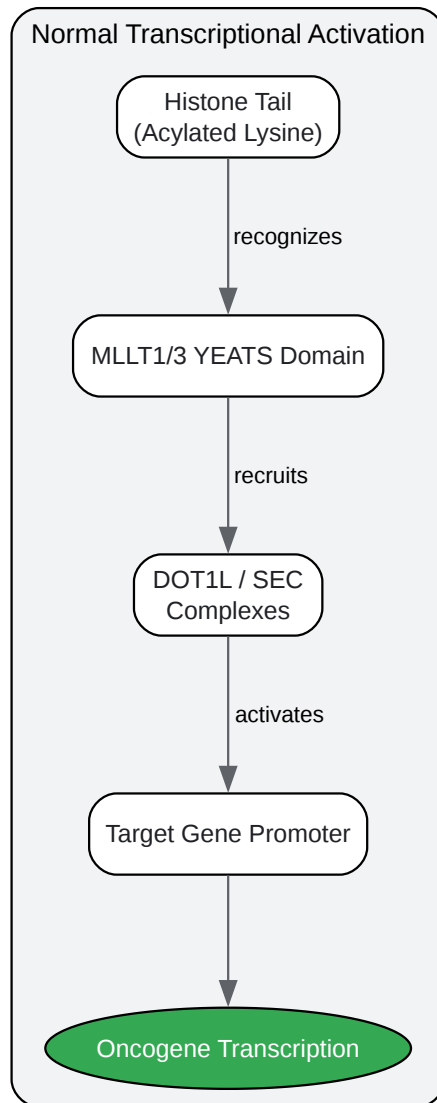 Normal Transcriptional Activation
Histone Tail
(Acylated Lysine)
recognizes
MLLT1/3 YEATS Domain
recruits
DOT1L / SEC
Complexes
activates
Target Gene Promoter
Oncogene Transcription